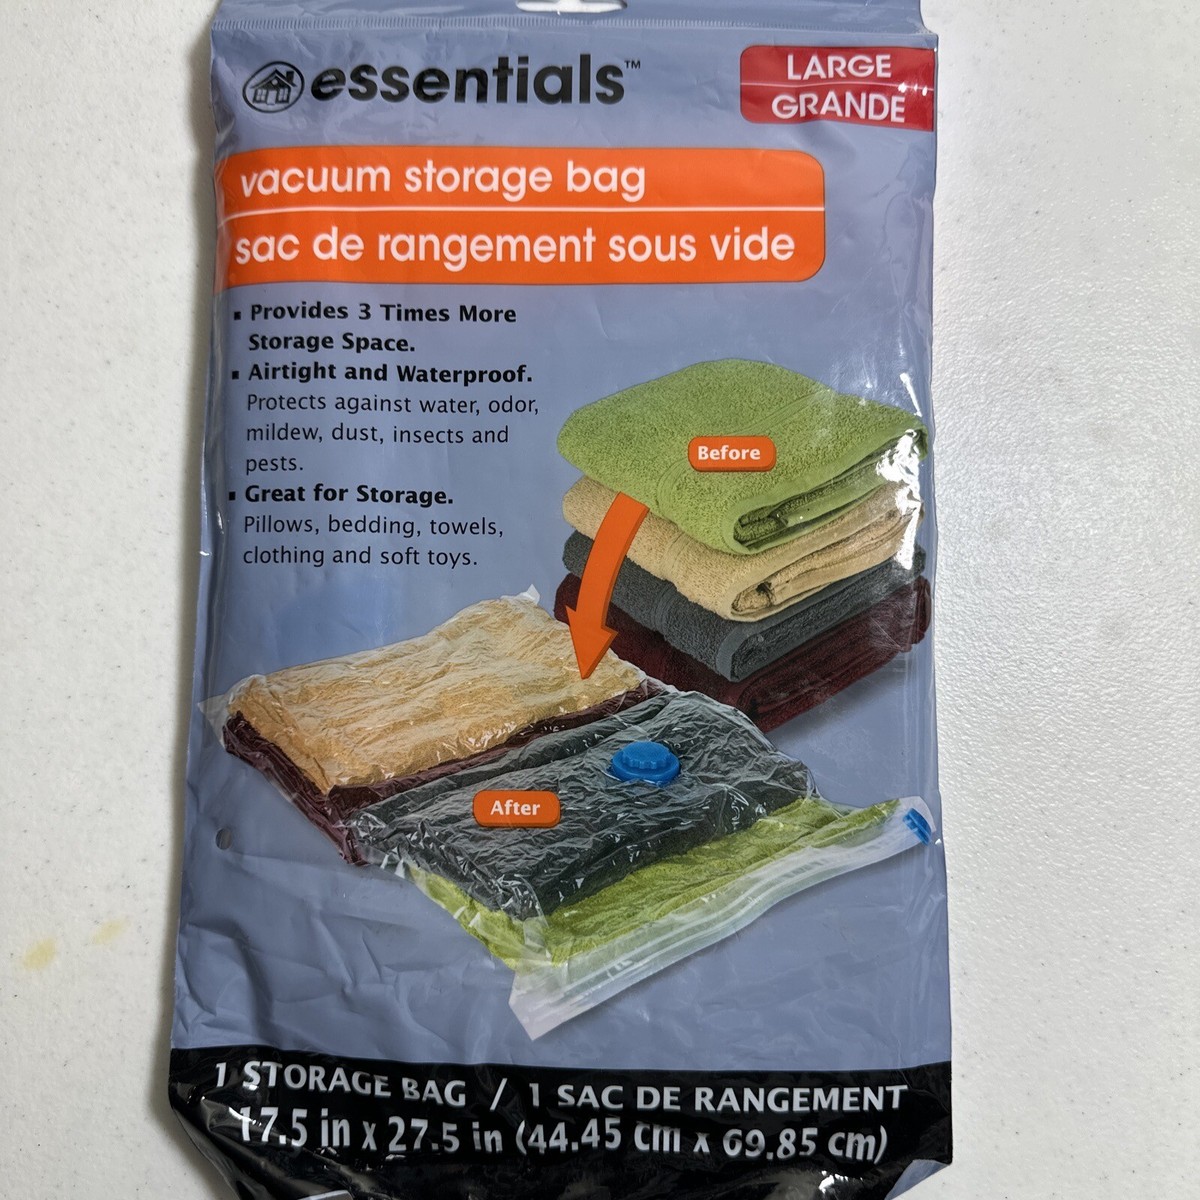 essentials™
LARGE
GRANDE
vacuum storage bag
sac de rangement sous vide
▪ Provides 3 Times More
Storage Space.
▪ Airtight and Waterproof.
Protects against water, odor,
mildew, dust, insects and
pests.
▪ Great for Storage.
Pillows, bedding, towels,
clothing and soft toys.
Before
After
1 STORAGE BAG / 1 SAC DE RANGEMENT
17.5 in x 27.5 in (44.45 cm x 69.85 cm)